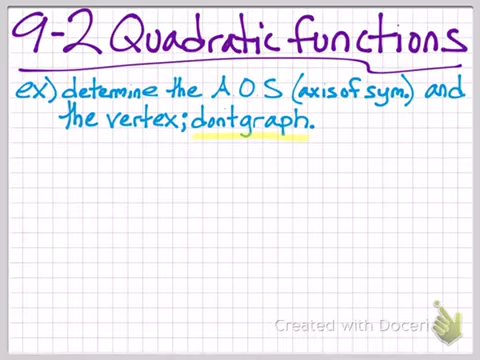 9-2 Quadratic functions
ex) determine the A O S (axis of sym.) and
the vertex; dont graph.
Created with Doceri